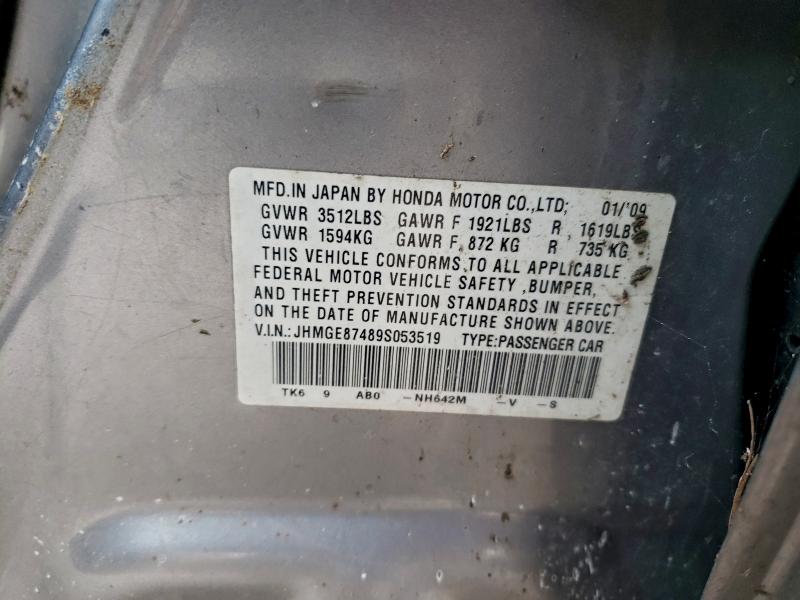 MFD.IN JAPAN BY HONDA MOTOR CO.,LTD; 01/'09
GVWR 3512LBS GAWR F 1921LBS R 1619LBS
GVWR 1594KG GAWR F 872 KG R 735 KG
THIS VEHICLE CONFORMS TO ALL APPLICABLE
FEDERAL MOTOR VEHICLE SAFETY ,BUMPER,
AND THEFT PREVENTION STANDARDS IN EFFECT
ON THE DATE OF MANUFACTURE SHOWN ABOVE.
V.I.N.:JHMGE87489S053519 TYPE:PASSENGER CAR
TK6 9 AB0 -NH642M -V -S